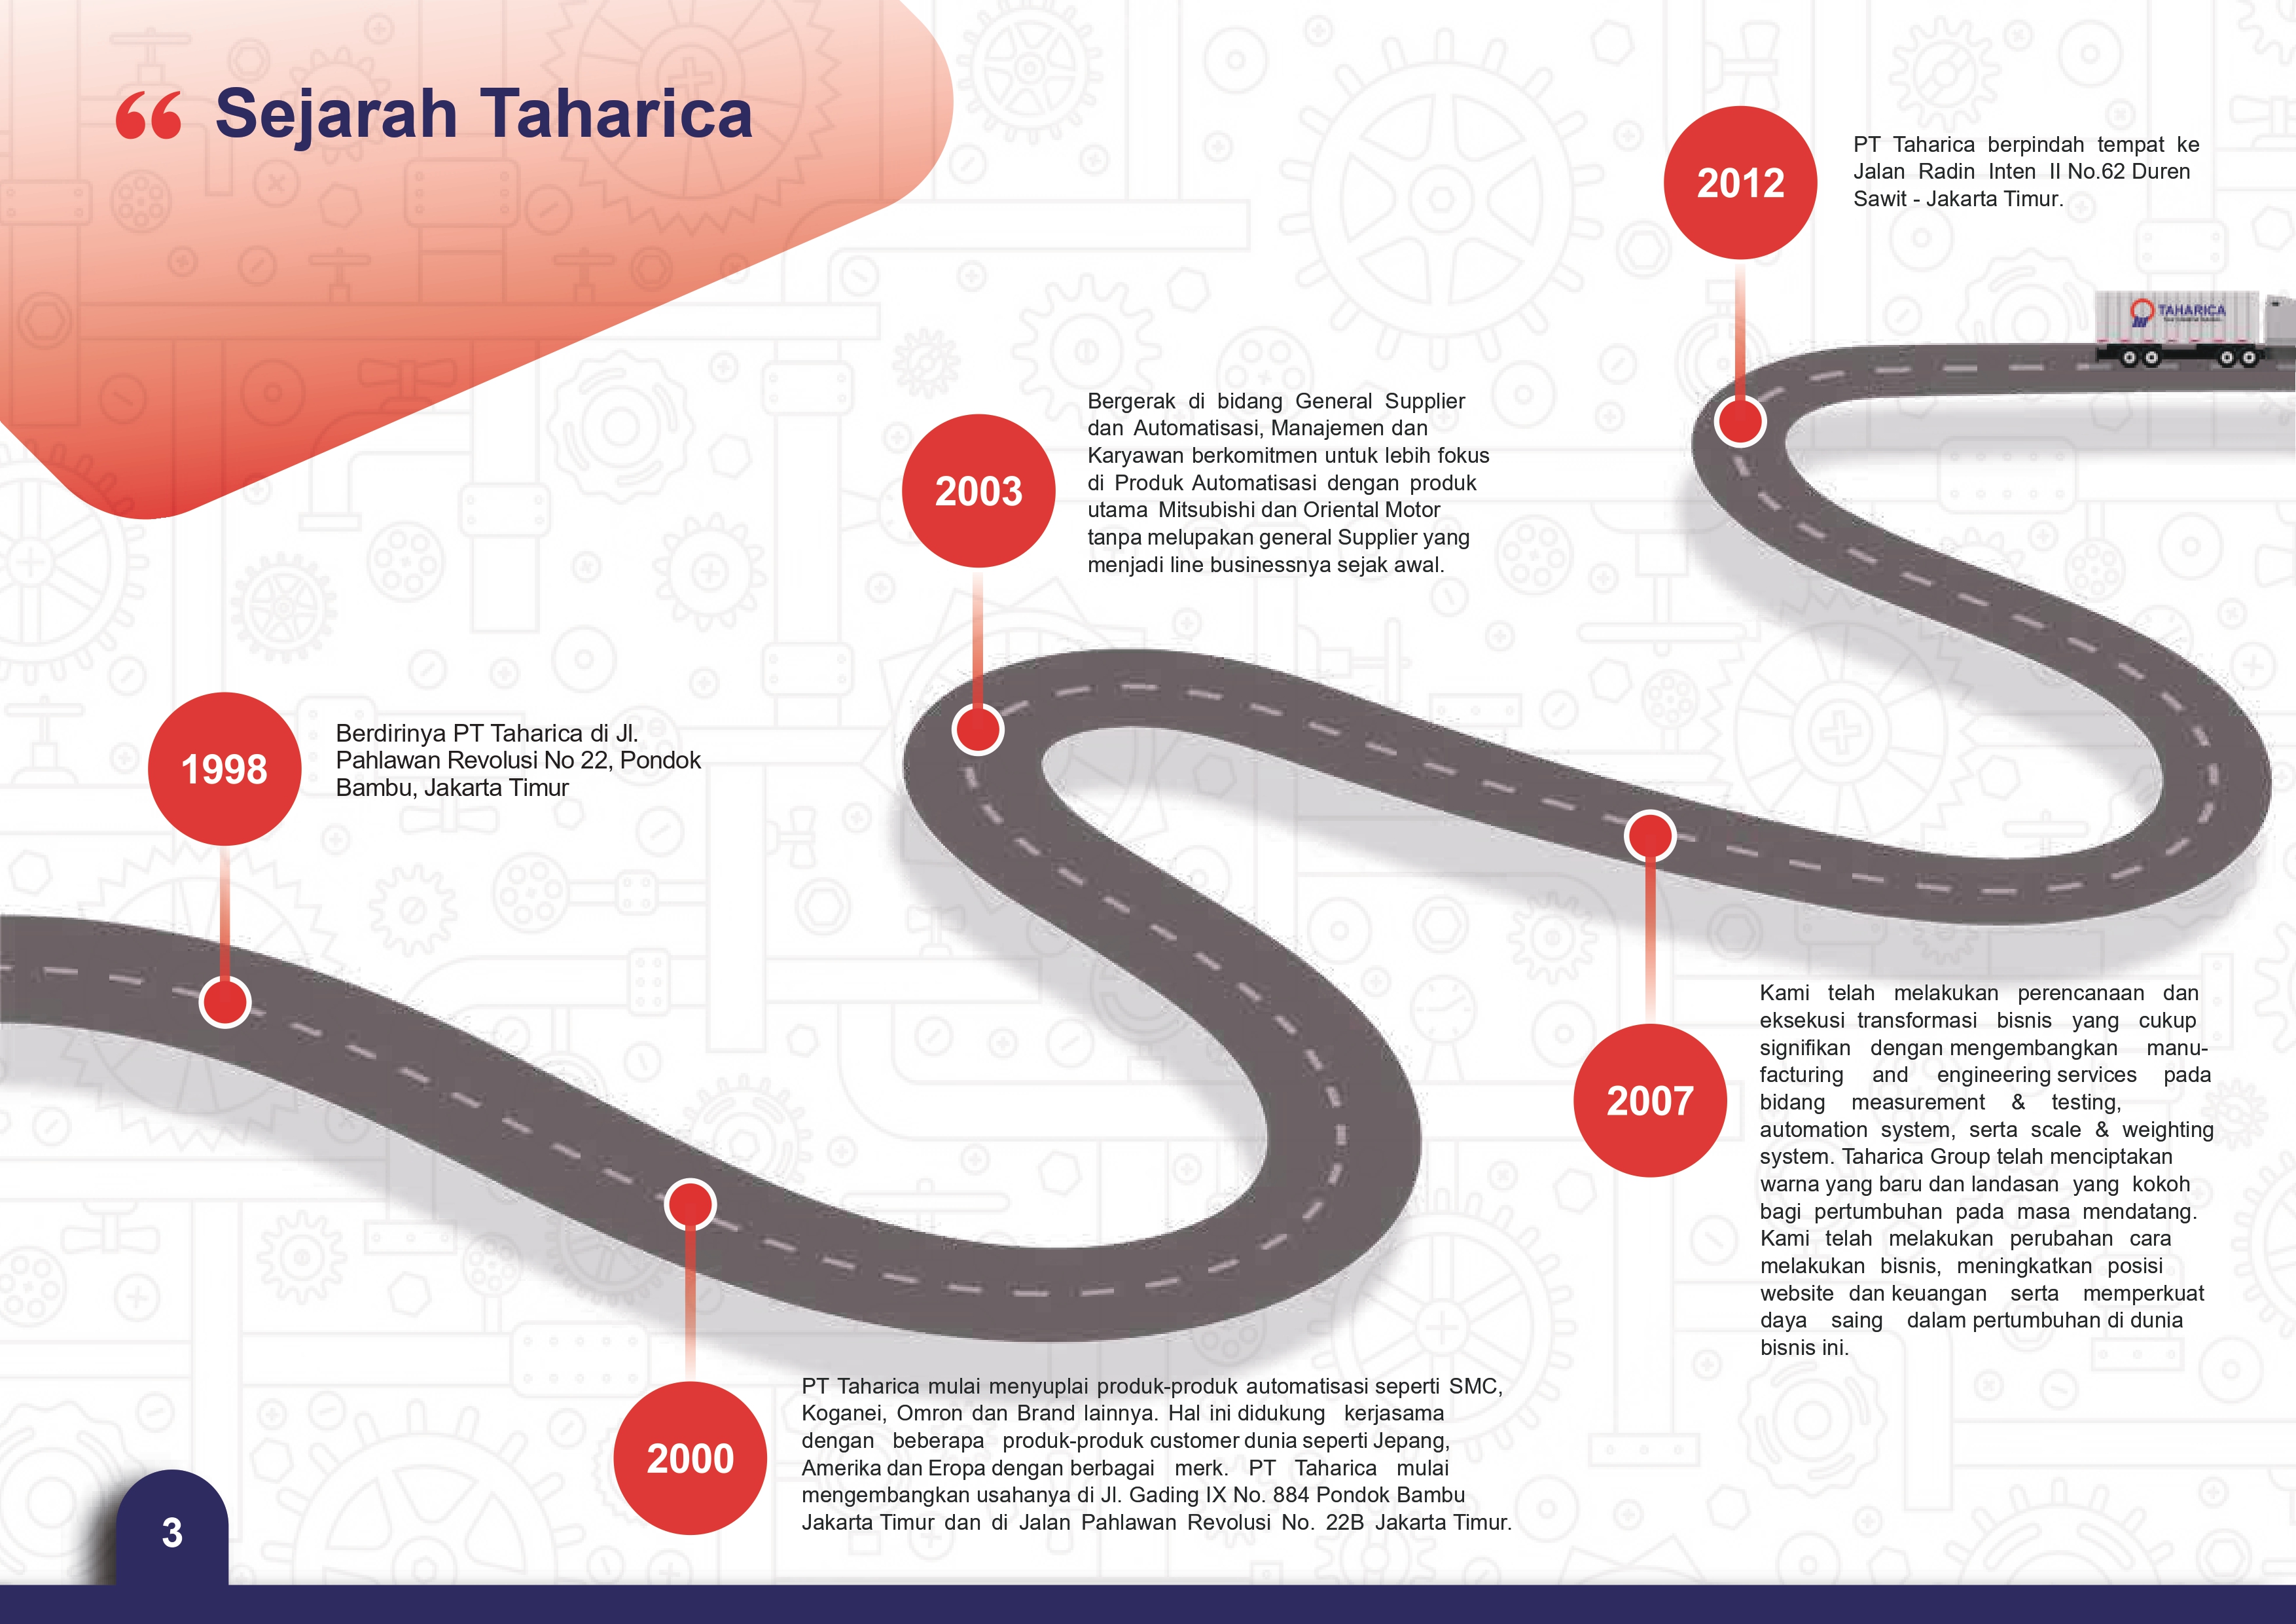 Sejarah Taharica
1998
Berdirinya PT Taharica di Jl.
Pahlawan Revolusi No 22, Pondok
Bambu, Jakarta Timur
2000
PT Taharica mulai menyuplai produk-produk automatisasi seperti SMC,
Koganei, Omron dan Brand lainnya. Hal ini didukung kerjasama
dengan beberapa produk-produk customer dunia seperti Jepang,
Amerika dan Eropa dengan berbagai merk. PT Taharica mulai
mengembangkan usahanya di Jl. Gading IX No. 884 Pondok Bambu
Jakarta Timur dan di Jalan Pahlawan Revolusi No. 22B Jakarta Timur.
2003
Bergerak di bidang General Supplier
dan Automatisasi, Manajemen dan
Karyawan berkomitmen untuk lebih fokus
di Produk Automatisasi dengan produk
utama Mitsubishi dan Oriental Motor
tanpa melupakan general Supplier yang
menjadi line businessnya sejak awal.
2007
Kami telah melakukan perencanaan dan
eksekusi transformasi bisnis yang cukup
signifikan dengan mengembangkan manu-
facturing and engineering services pada
bidang measurement & testing,
automation system, serta scale & weighting
system. Taharica Group telah menciptakan
warna yang baru dan landasan yang kokoh
bagi pertumbuhan pada masa mendatang.
Kami telah melakukan perubahan cara
melakukan bisnis, meningkatkan posisi
website dan keuangan serta memperkuat
daya saing dalam pertumbuhan di dunia
bisnis ini.
2012
PT Taharica berpindah tempat ke
Jalan Radin Inten II No.62 Duren
Sawit - Jakarta Timur.
TAHARICA
3